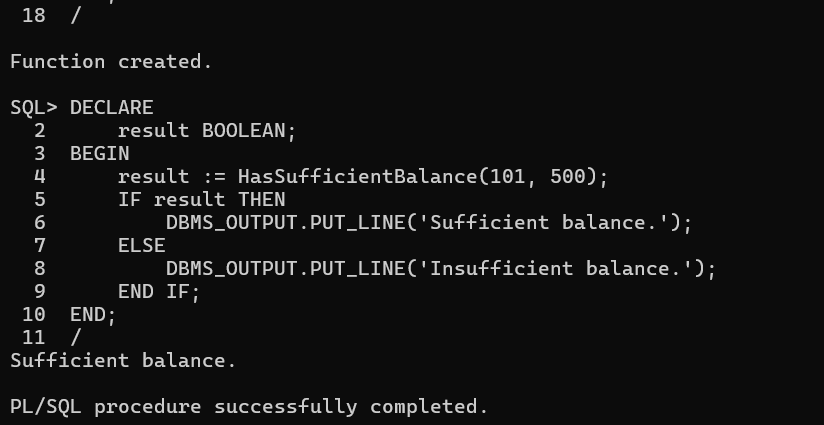 18  /
Function created.
SQL> DECLARE
  2      result BOOLEAN;
  3  BEGIN
  4      result := HasSufficientBalance(101, 500);
  5      IF result THEN
  6          DBMS_OUTPUT.PUT_LINE('Sufficient balance.');
  7      ELSE
  8          DBMS_OUTPUT.PUT_LINE('Insufficient balance.');
  9      END IF;
 10  END;
 11  /
Sufficient balance.
PL/SQL procedure successfully completed.